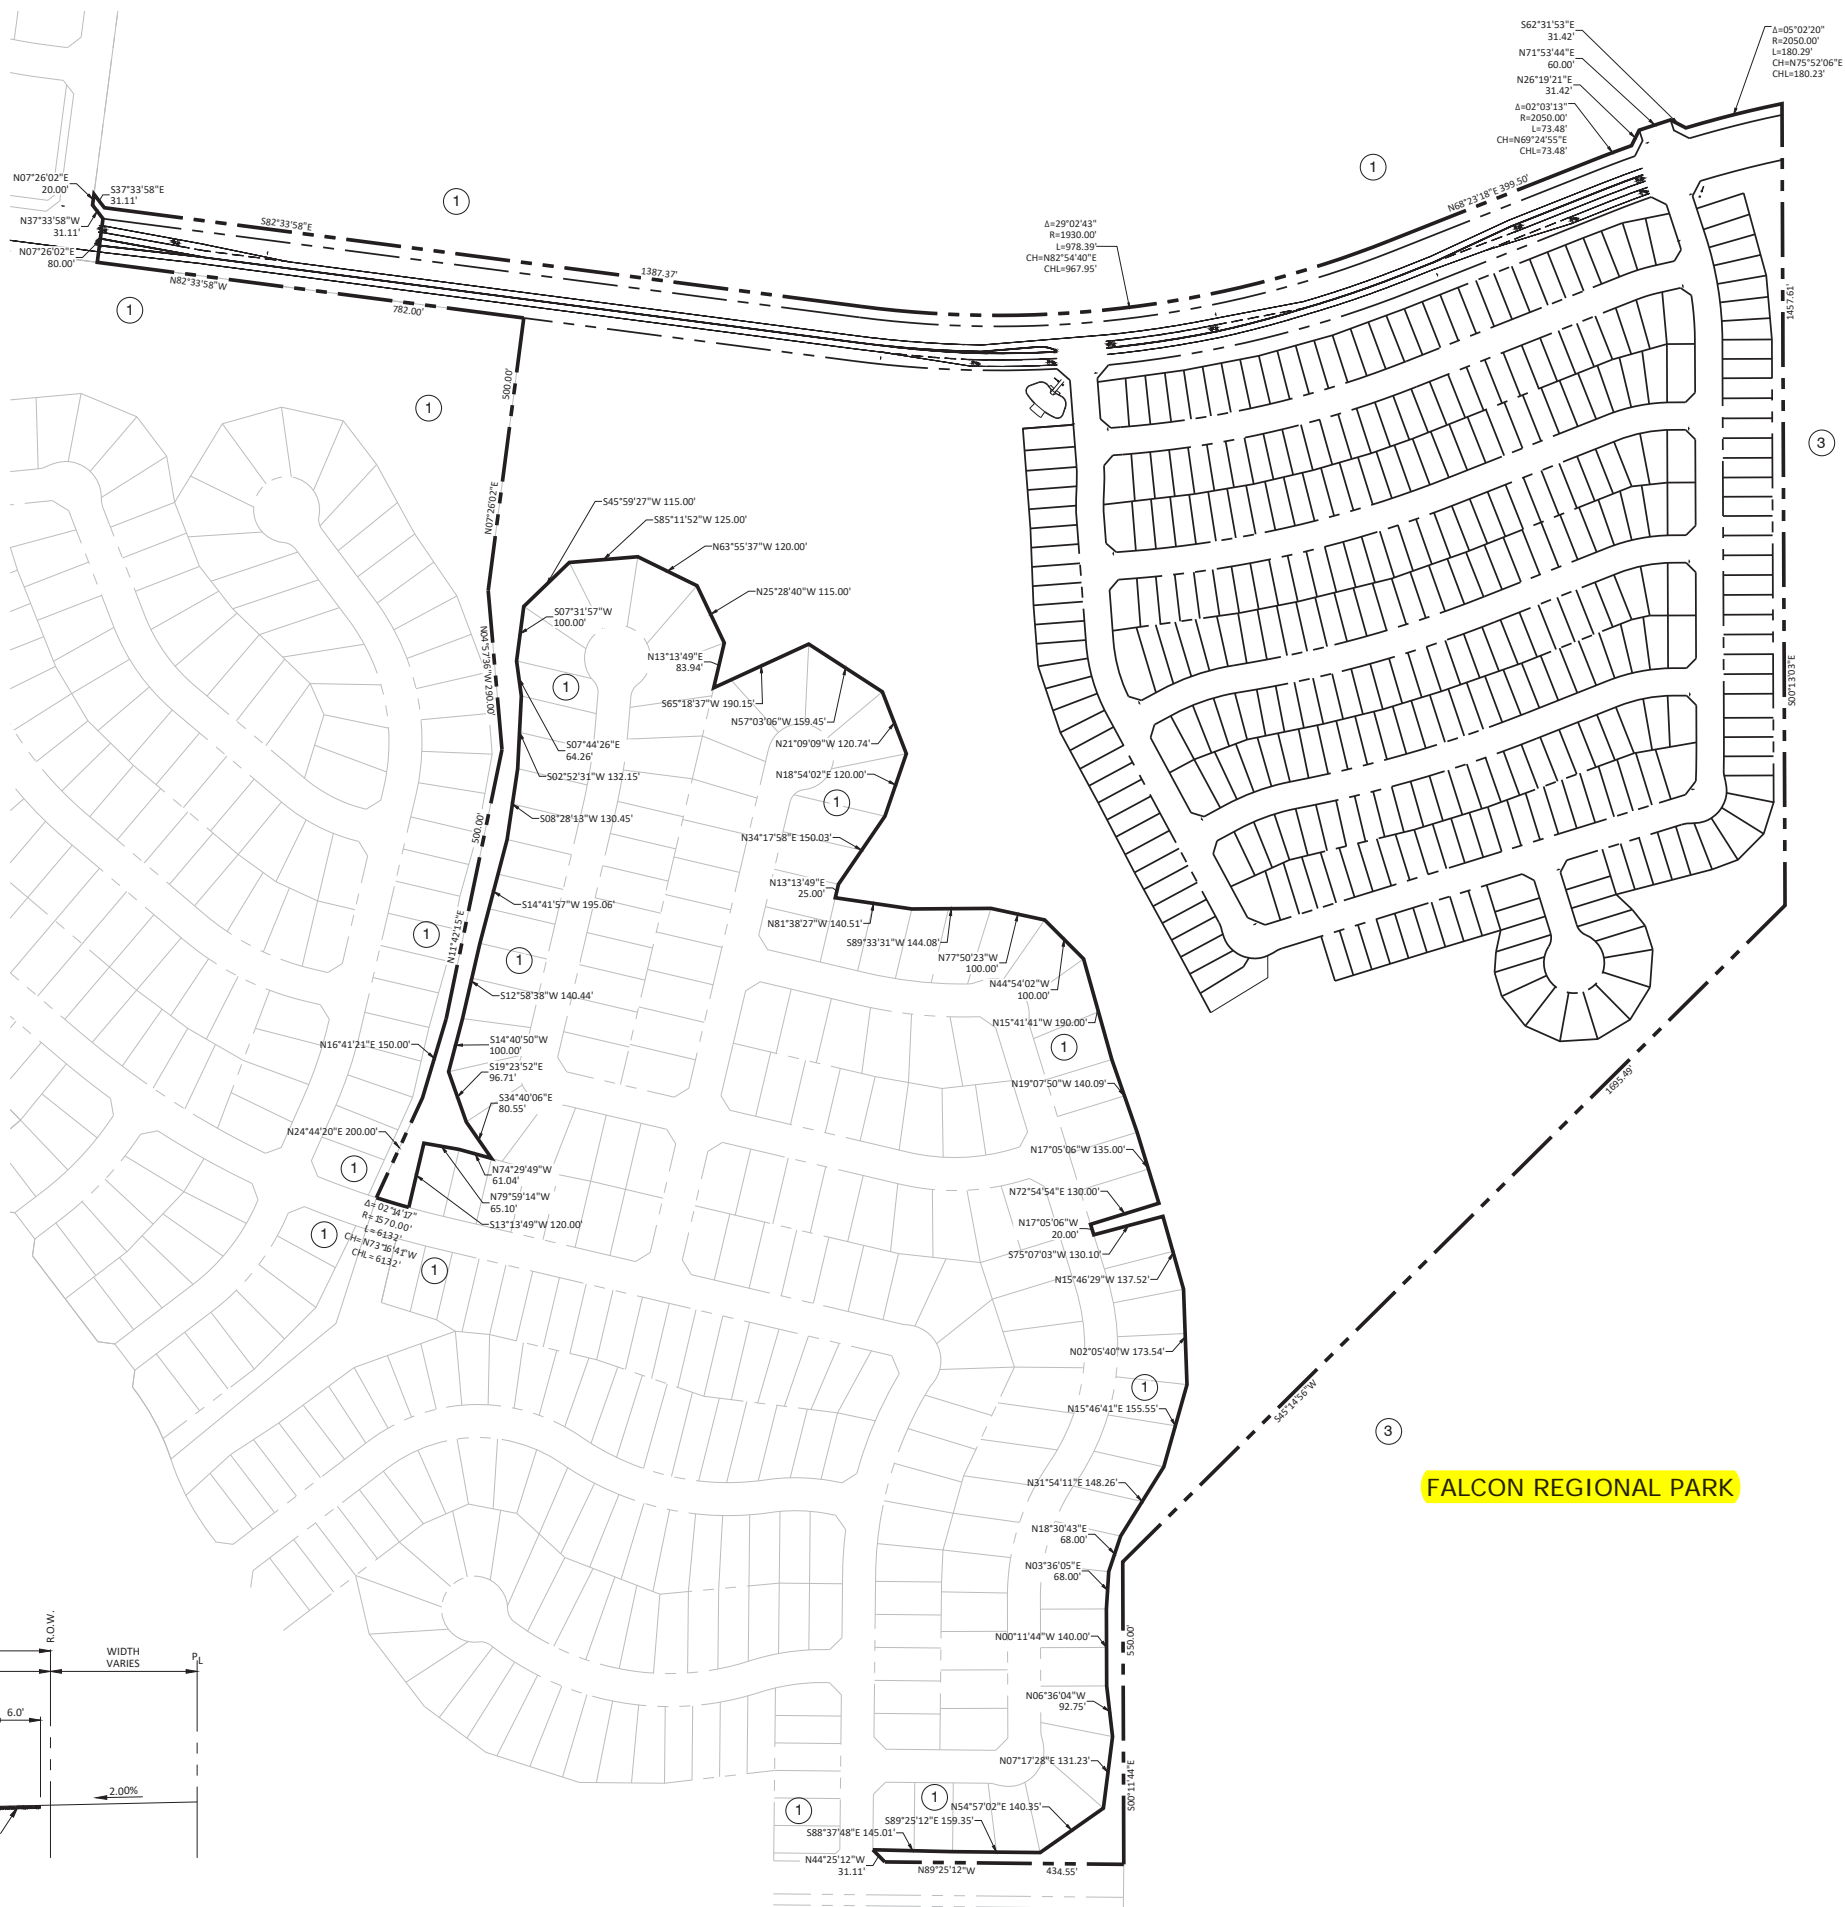 S62°31'53"E
31.42'
N71°53'44"E
60.00'
N26°19'21"E
31.42'
Δ=02°03'13"
R=2050.00'
L=73.48'
CH=N69°24'55"E
CHL=73.48'
Δ=05°02'20"
R=2050.00'
L=180.29'
CH=N75°52'06"E
CHL=180.23'
1
N68°23'18"E 399.50'
N07°26'02"E
20.00'
S37°33'58"E
31.11'
N37°33'58"W
31.11'
N07°26'02"E
80.00'
1
S82°33'58"E
1387.37'
N82°33'58"W
782.00'
1
Δ=29°02'43"
R=1930.00'
L=978.39'
CH=N82°54'40"E
CHL=967.95'
1457.61'
S00°13'03"E
3
1
500.00'
N07°26'02"E
S45°59'27"W 115.00'
S85°11'52"W 125.00'
N63°55'37"W 120.00'
N25°28'40"W 115.00'
S07°31'57"W
100.00'
N13°13'49"E
83.94'
1
N04°57'36"W 290.00'
S65°18'37"W 190.15'
N57°03'06"W 159.45'
N21°09'09"W 120.74'
S07°44'26"E
64.26'
S02°52'31"W 132.15'
N18°54'02"E 120.00'
1
S08°28'13"W 130.45'
500.00'
N34°17'58"E 150.03'
N13°13'49"E
25.00'
S14°41'57"W 195.06'
N11°42'15"E
1
1
N81°38'27"W 140.51'
S89°33'31"W 144.08'
N77°50'23"W
100.00'
N44°54'02"W
100.00'
S12°58'38"W 140.44'
N15°41'41"W 190.00'
1
N16°41'21"E 150.00'
S14°40'50"W
100.00'
S19°23'52"E
96.71'
N19°07'50"W 140.09'
S34°40'06"E
80.55'
N24°44'20"E 200.00'
1
N17°05'06"W 135.00'
N74°29'49"W
61.04'
N79°59'14"W
65.10'
N72°54'54"E 130.00'
S13°13'49"W 120.00'
Δ=02°14'17"
R=1570.00'
L=61.32'
CH=N73°16'41"W
CHL=61.32'
1
1
N17°05'06"W
20.00'
S75°07'03"W 130.10'
N15°46'29"W 137.52'
1695.49'
S45°14'56"W
N02°05'40"W 173.54'
1
N15°46'41"E 155.55'
3
FALCON REGIONAL PARK
N31°54'11"E 148.26'
N18°30'43"E
68.00'
N03°36'05"E
68.00'
N00°11'44"W 140.00'
550.00'
N06°36'04"W
92.75'
N07°17'28"E 131.23'
S00°11'44"E
1
1
N54°57'02"E 140.35'
S89°25'12"E 159.35'
S88°37'48"E 145.01'
N44°25'12"W
31.11'
N89°25'12"W
434.55'
R.O.W.
WIDTH
VARIES
PL
6.0'
2.00%